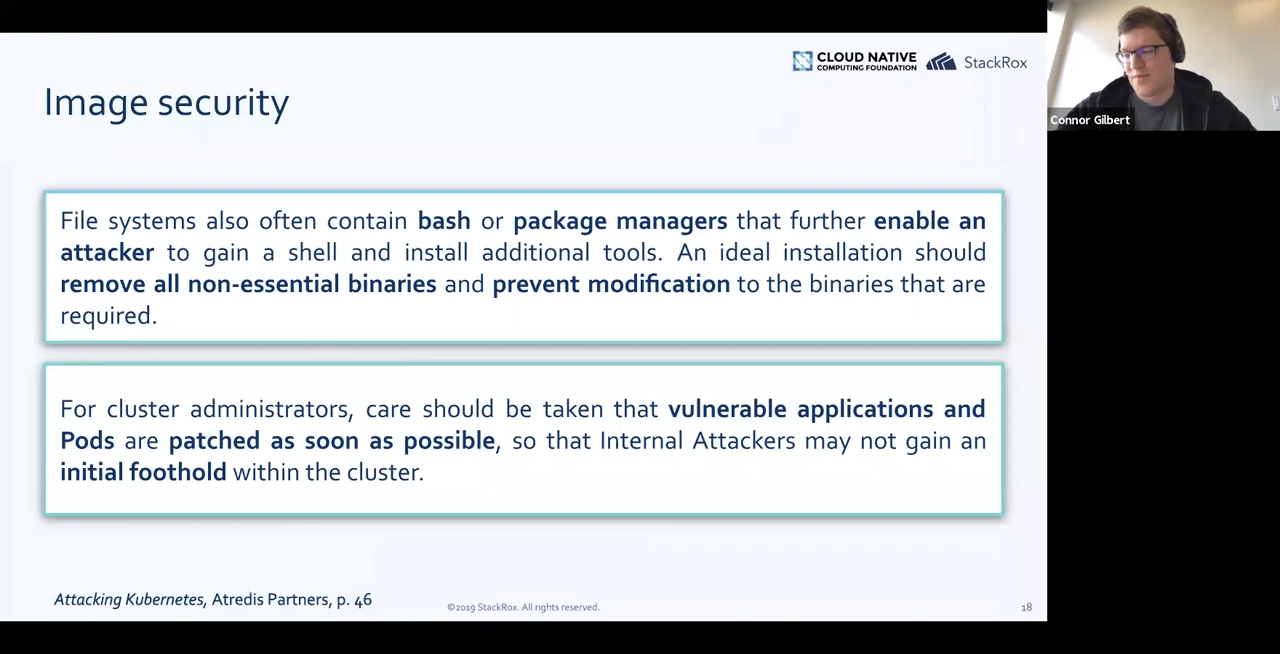 CLOUD NATIVE
COMPUTING FOUNDATION
StackRox
Connor Gilbert
Image security
File systems also often contain bash or package managers that further enable an
attacker to gain a shell and install additional tools. An ideal installation should
remove all non-essential binaries and prevent modification to the binaries that are
required.
For cluster administrators, care should be taken that vulnerable applications and
Pods are patched as soon as possible, so that Internal Attackers may not gain an
initial foothold within the cluster.
Attacking Kubernetes, Atredis Partners, p. 46
©2019 StackRox. All rights reserved.
18